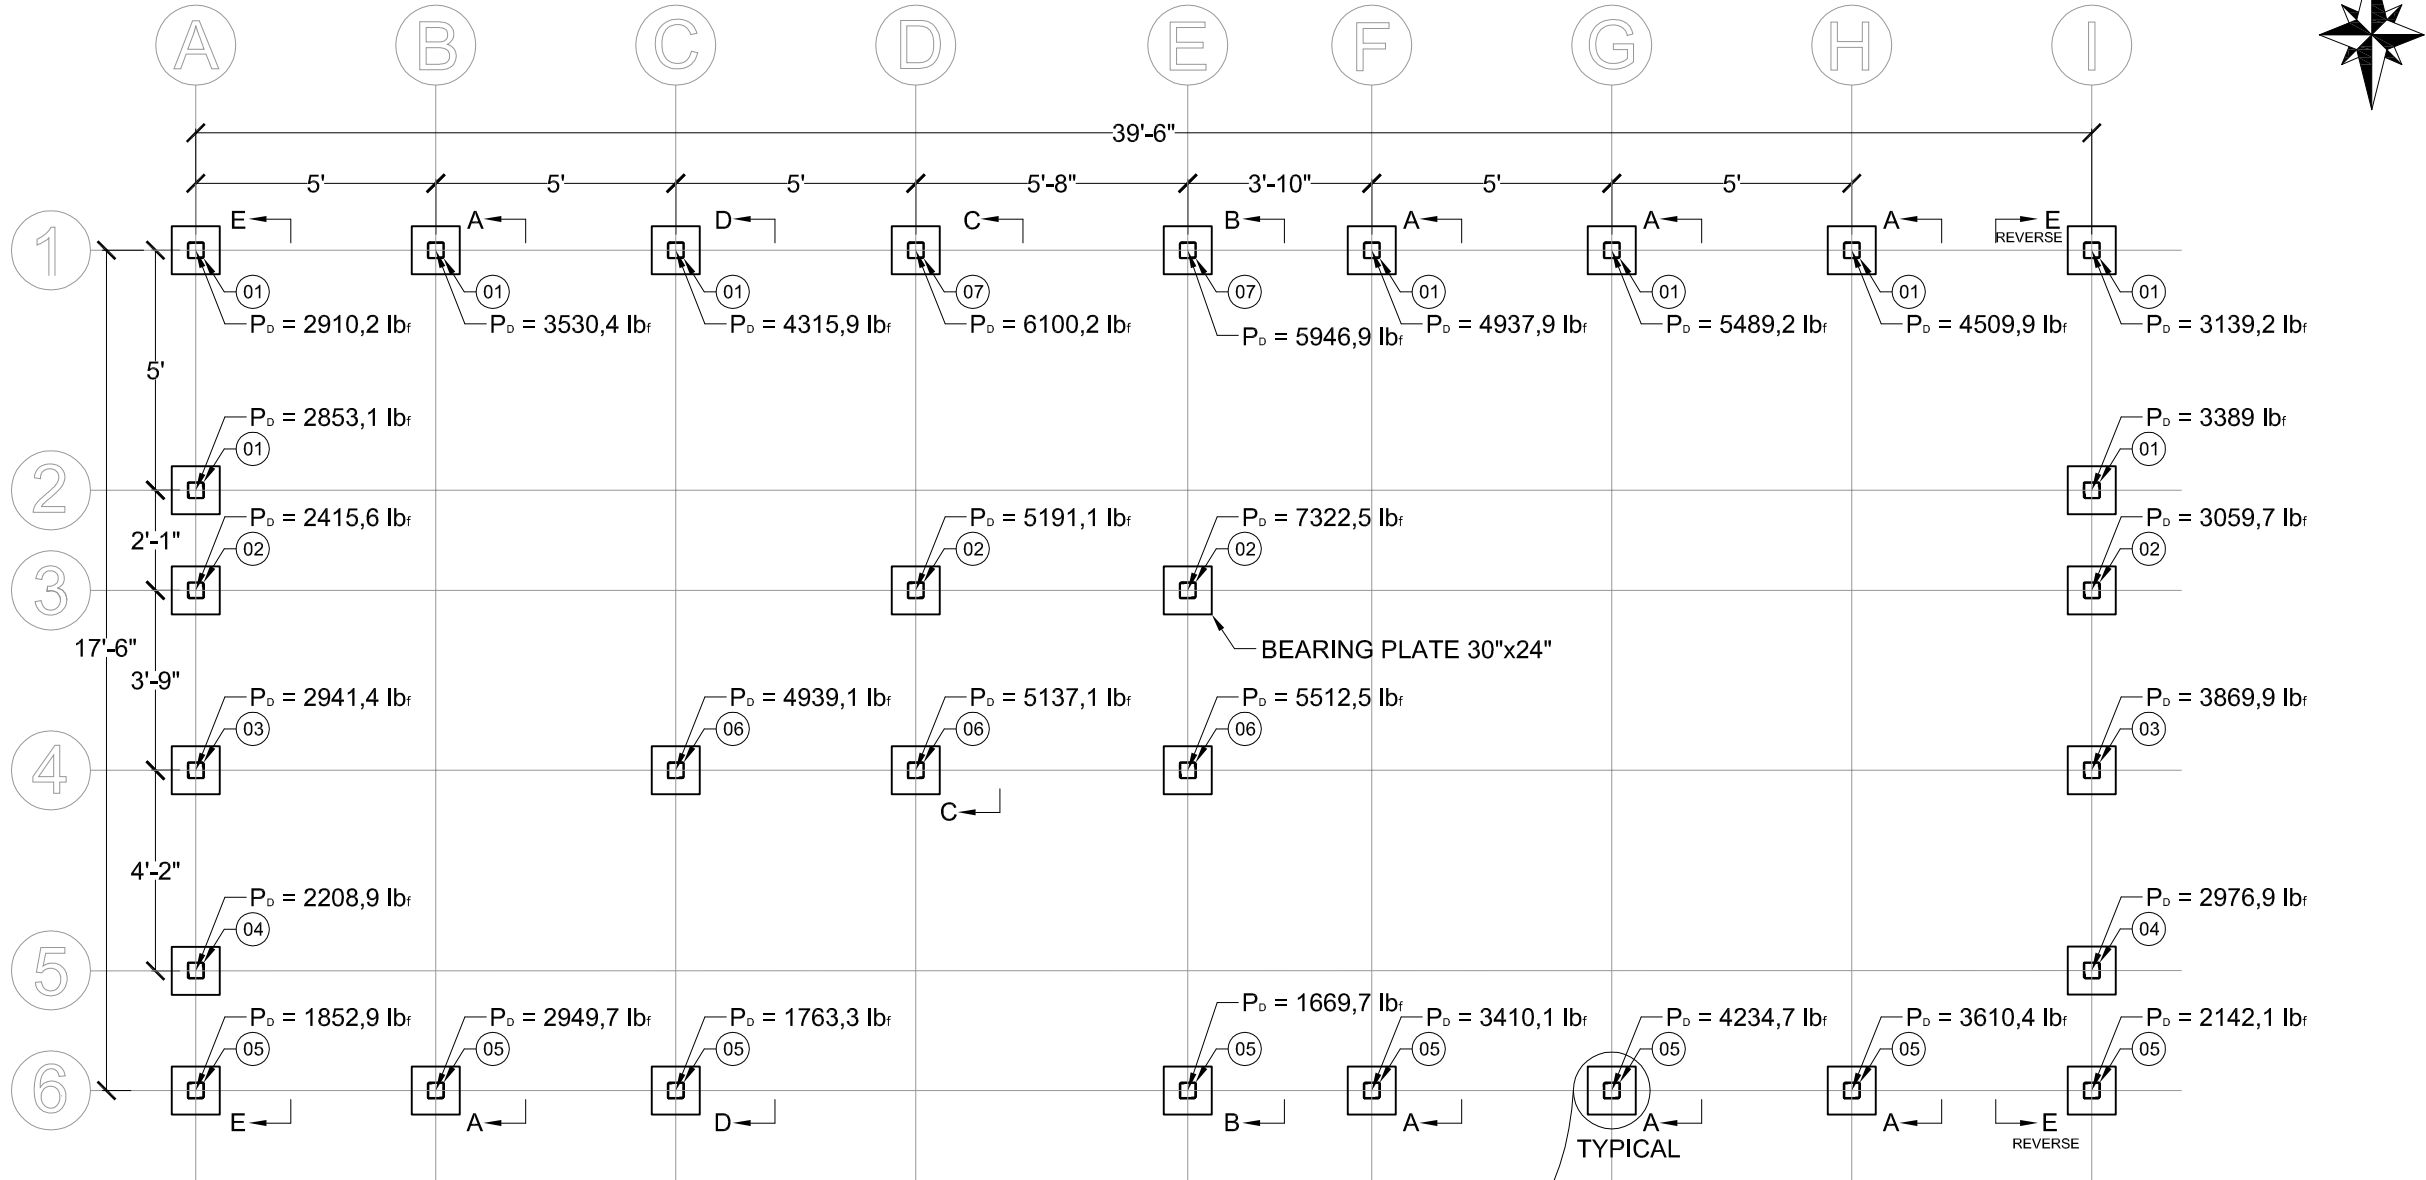 A B C D E F G H I
39'-6"
5' 5' 5' 5'-8" 3'-10" 5' 5'
1 E A D C B A A A E
REVERSE
01 01 01 07 07 01 01 01 01
PD = 2910,2 lbf PD = 3530,4 lbf PD = 4315,9 lbf PD = 6100,2 lbf PD = 5946,9 lbf PD = 4937,9 lbf PD = 5489,2 lbf PD = 4509,9 lbf PD = 3139,2 lbf
5'
PD = 2853,1 lbf PD = 3389 lbf
01 01
2
PD = 2415,6 lbf PD = 5191,1 lbf PD = 7322,5 lbf PD = 3059,7 lbf
2'-1" 02 02 02 02
3
17'-6" BEARING PLATE 30"x24"
3'-9"
PD = 2941,4 lbf PD = 4939,1 lbf PD = 5137,1 lbf PD = 5512,5 lbf PD = 3869,9 lbf
03 06 06 06 03
4
C
4'-2"
PD = 2208,9 lbf PD = 2976,9 lbf
04 04
5
PD = 1852,9 lbf PD = 2949,7 lbf PD = 1763,3 lbf PD = 1669,7 lbf PD = 3410,1 lbf PD = 4234,7 lbf PD = 3610,4 lbf PD = 2142,1 lbf
05 05 05 05 05 05 05 05
6
E A D B A A A E
TYPICAL REVERSE